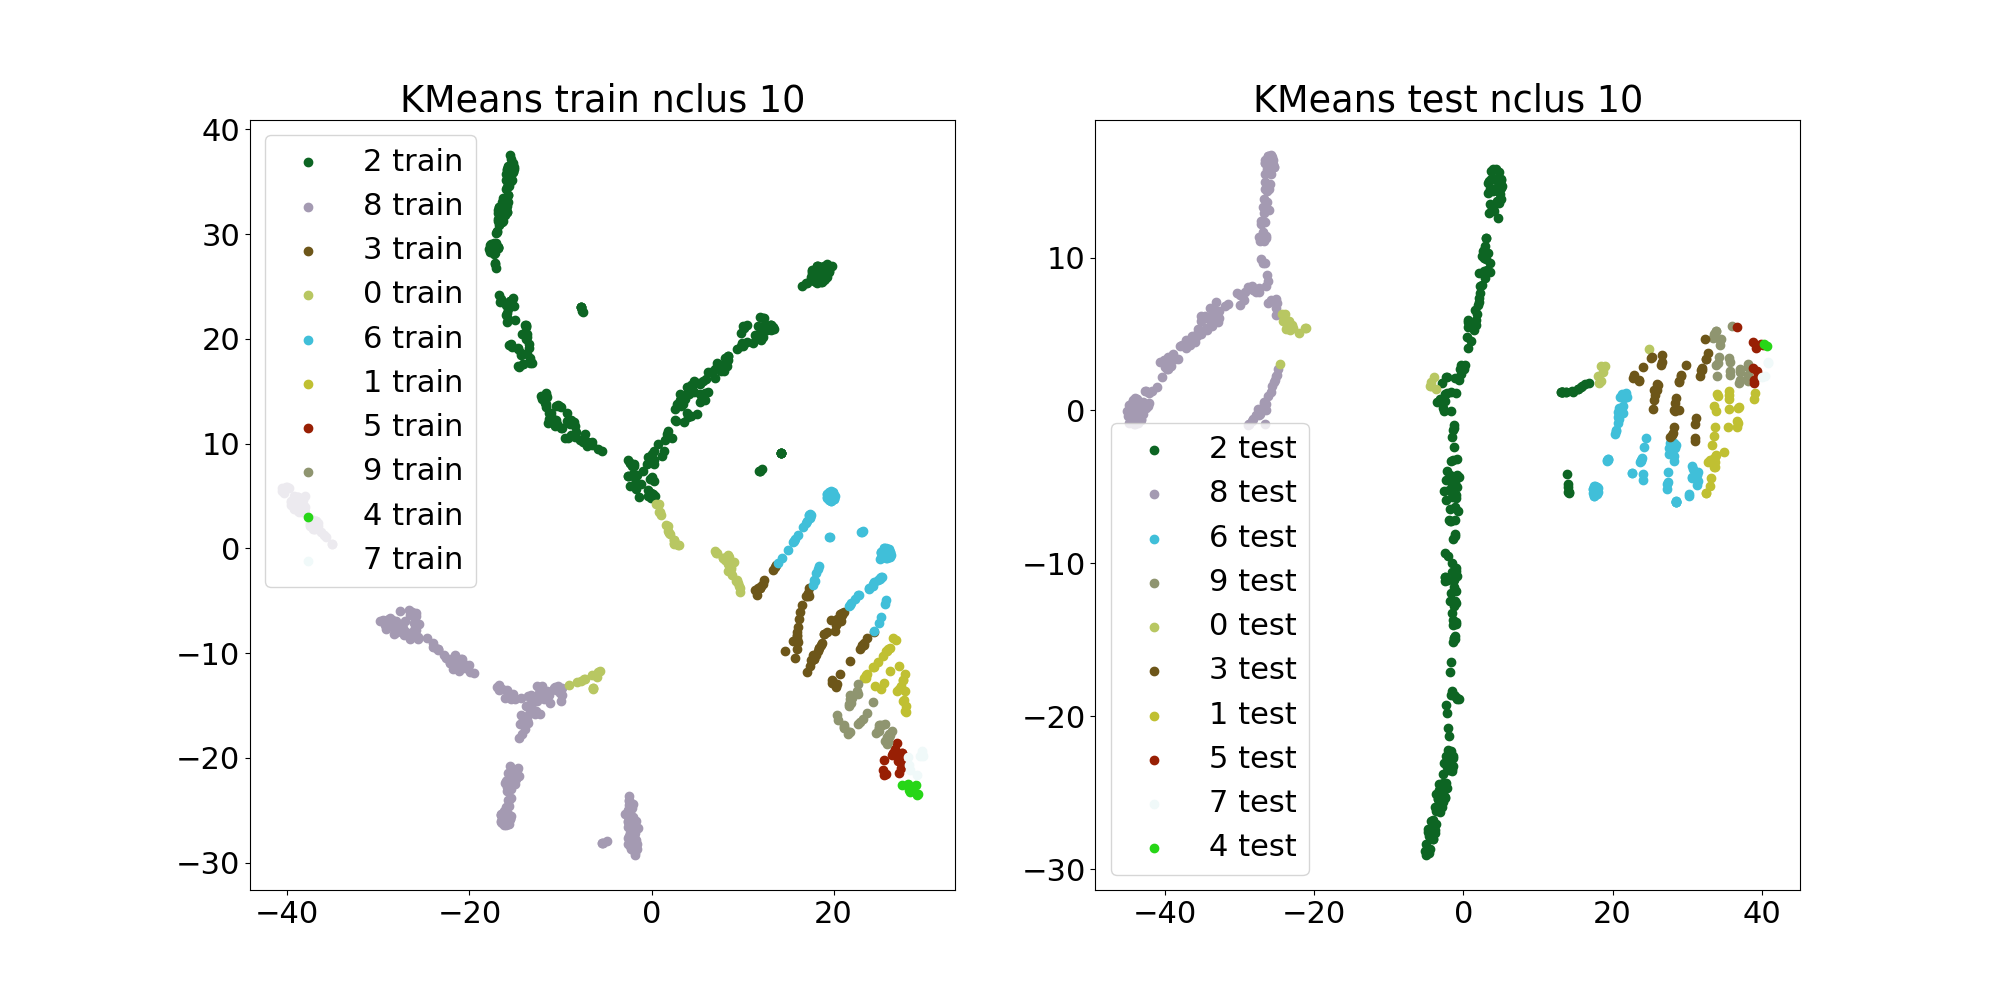 KMeans train nclus 10
40
30
20
10
0
−10
−20
−30
−40
−20
0
20
2 train
8 train
3 train
0 train
6 train
1 train
5 train
9 train
4 train
7 train
KMeans test nclus 10
10
0
−10
−20
−30
−40
−20
0
20
40
2 test
8 test
6 test
9 test
0 test
3 test
1 test
5 test
7 test
4 test